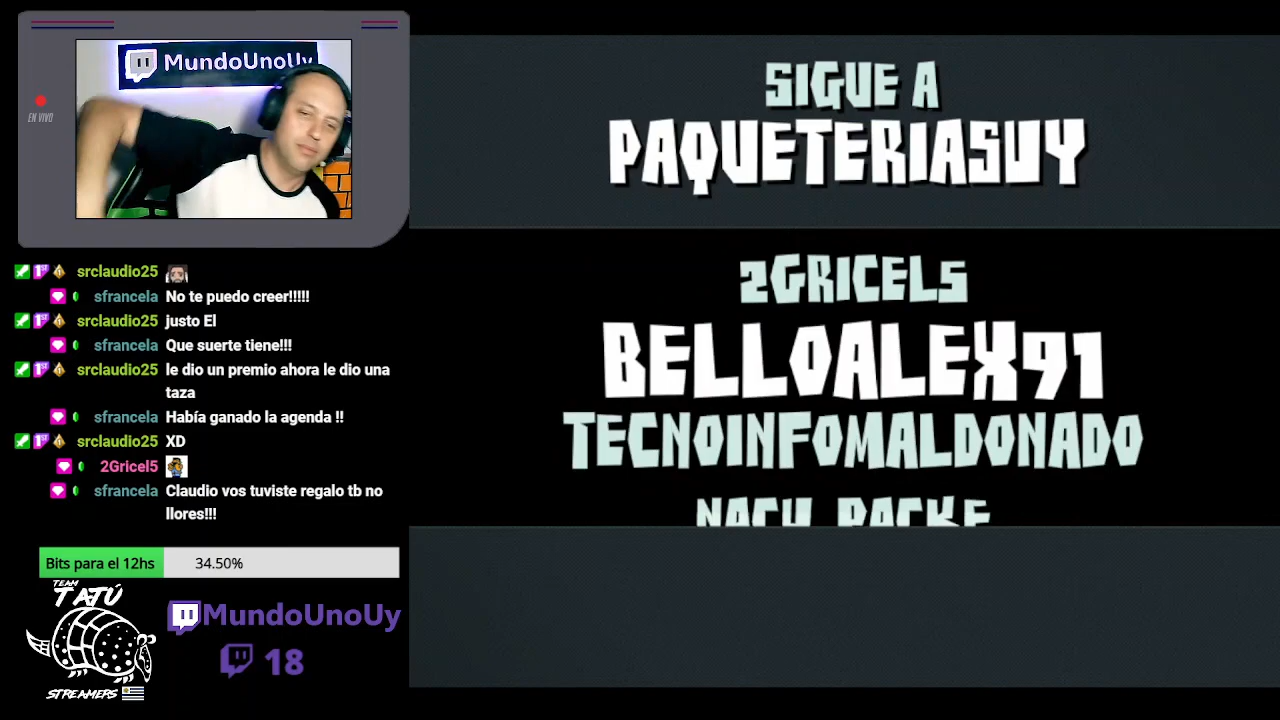 MundoUnoUy
EN VIVO
srclaudio25
sfrancela No te puedo creer!!!!!
srclaudio25 justo El
sfrancela Que suerte tiene!!!
srclaudio25 le dio un premio ahora le dio una
taza
sfrancela Había ganado la agenda !!
srclaudio25 XD
2Gricel5
sfrancela Claudio vos tuviste regalo tb no
llores!!!
Bits para el 12hs 34.50%
TEAM
TATÚ
STREAMERS
MundoUnoUy
18
SIGUE A
PAQUETERIASUY
2GRICEL5
BELLOALEX91
TECNOINFOMALDONADO